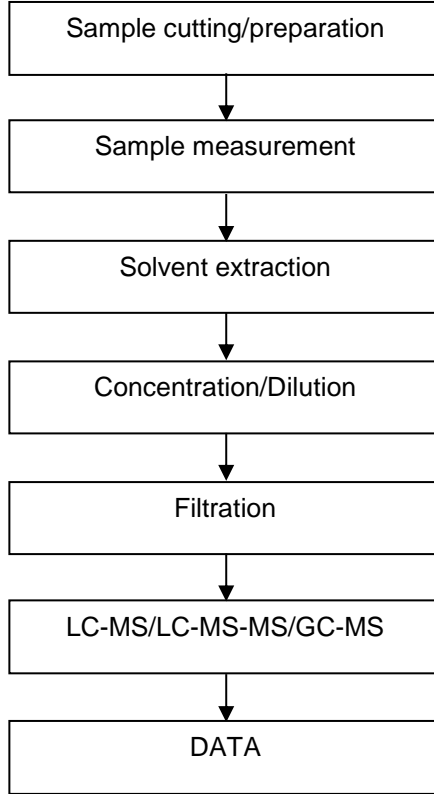 Sample cutting/preparation
Sample measurement
Solvent extraction
Concentration/Dilution
Filtration
LC-MS/LC-MS-MS/GC-MS
DATA